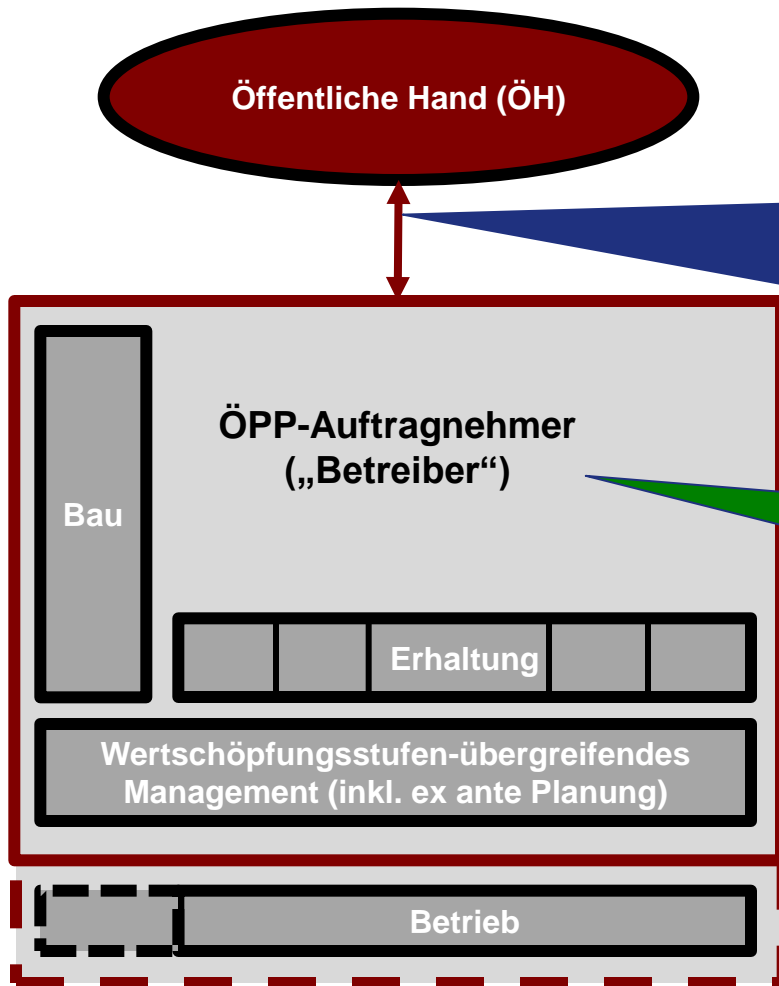 Öffentliche Hand (ÖH)
ÖPP-Auftragnehmer
(„Betreiber“)
Bau
Erhaltung
Wertschöpfungsstufen-übergreifendes
Management (inkl. ex ante Planung)
Betrieb